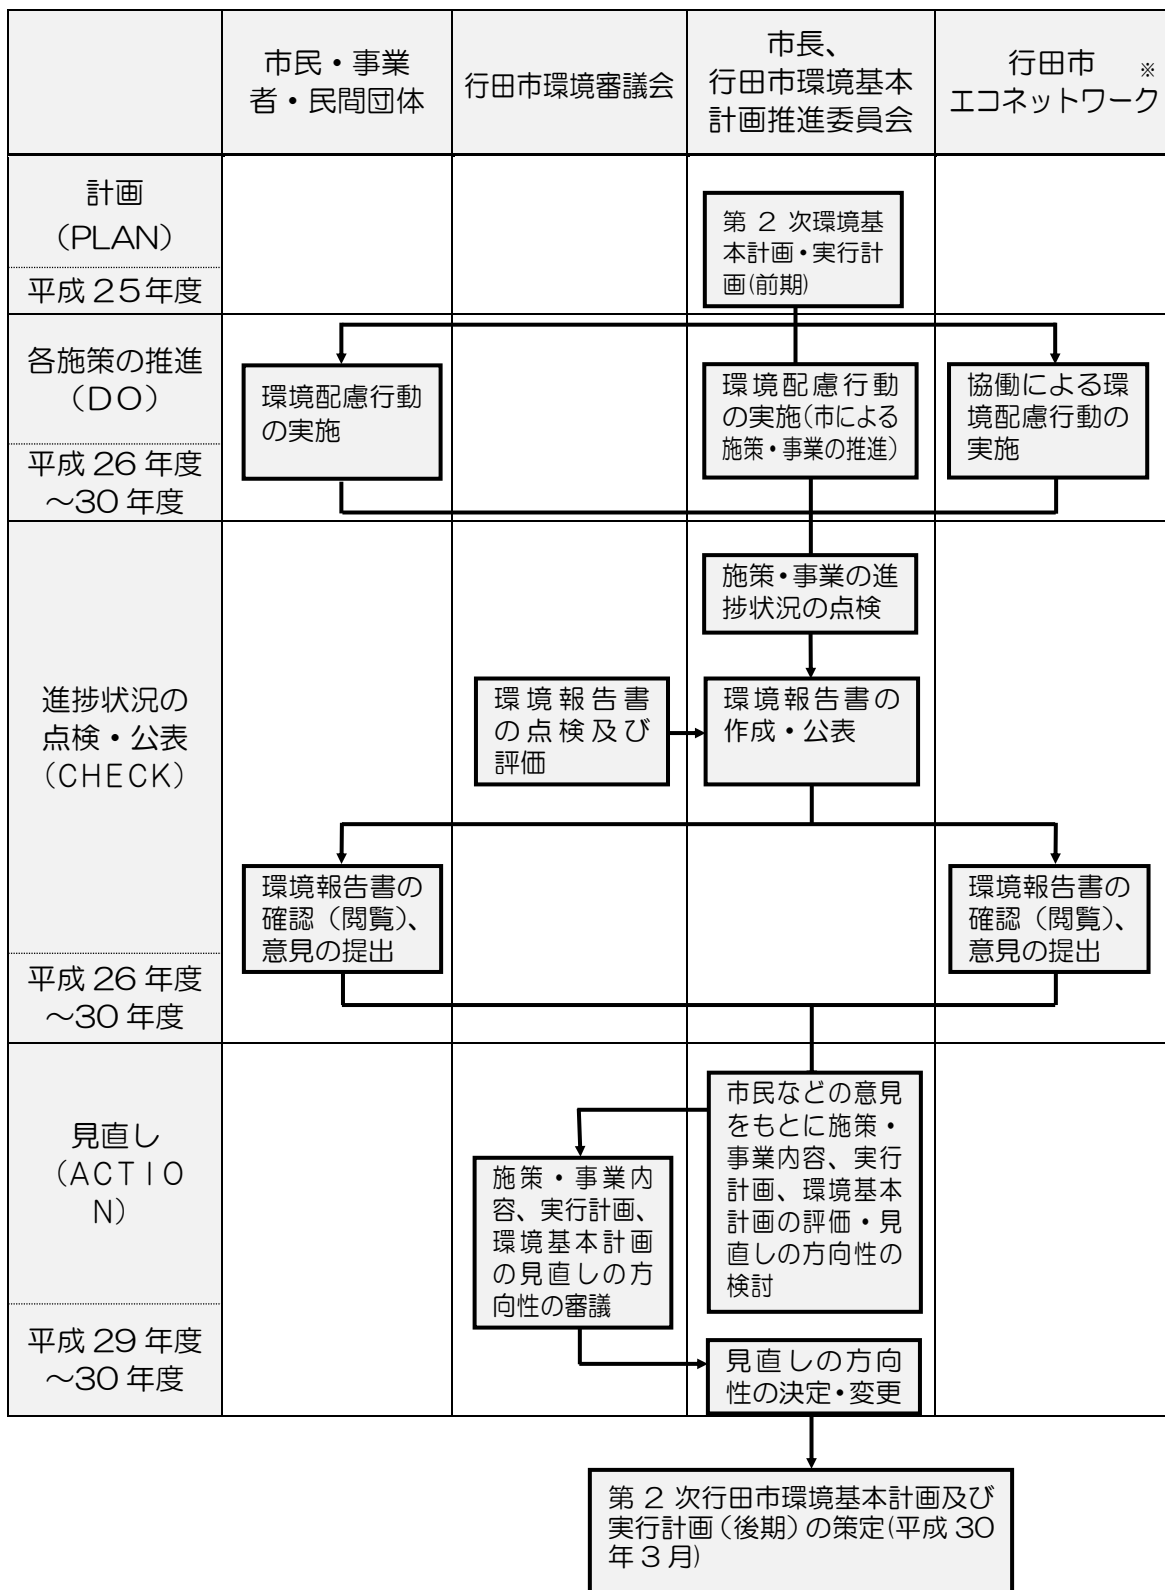 市民・事業
者・民間団体
行田市環境審議会
市長、
行田市環境基本
計画推進委員会
行田市 ※
エコネットワーク
計画
(PLAN)
平成25年度
第 2 次環境基
本計画・実行計
画(前期)
各施策の推進
(DO)
平成 26 年度
~30 年度
環境配慮行動
の実施
環境配慮行動
の実施(市による
施策・事業の推進)
協働による環
境配慮行動の
実施
進捗状況の
点検・公表
(CHECK)
平成 26 年度
~30 年度
施策・事業の進
捗状況の点検
環境報告書
の点検及び
評価
環境報告書の
作成・公表
環境報告書の
確認(閲覧)、
意見の提出
環境報告書の
確認(閲覧)、
意見の提出
見直し
(ACTIO
N)
平成 29 年度
~30 年度
市民などの意見
をもとに施策・
事業内容、実行
計画、環境基本
計画の評価・見
直しの方向性の
検討
施策・事業内
容、実行計画、
環境基本計画
の見直しの方
向性の審議
見直しの方向
性の決定・変更
第 2 次行田市環境基本計画及び
実行計画(後期)の策定(平成 30
年 3 月)